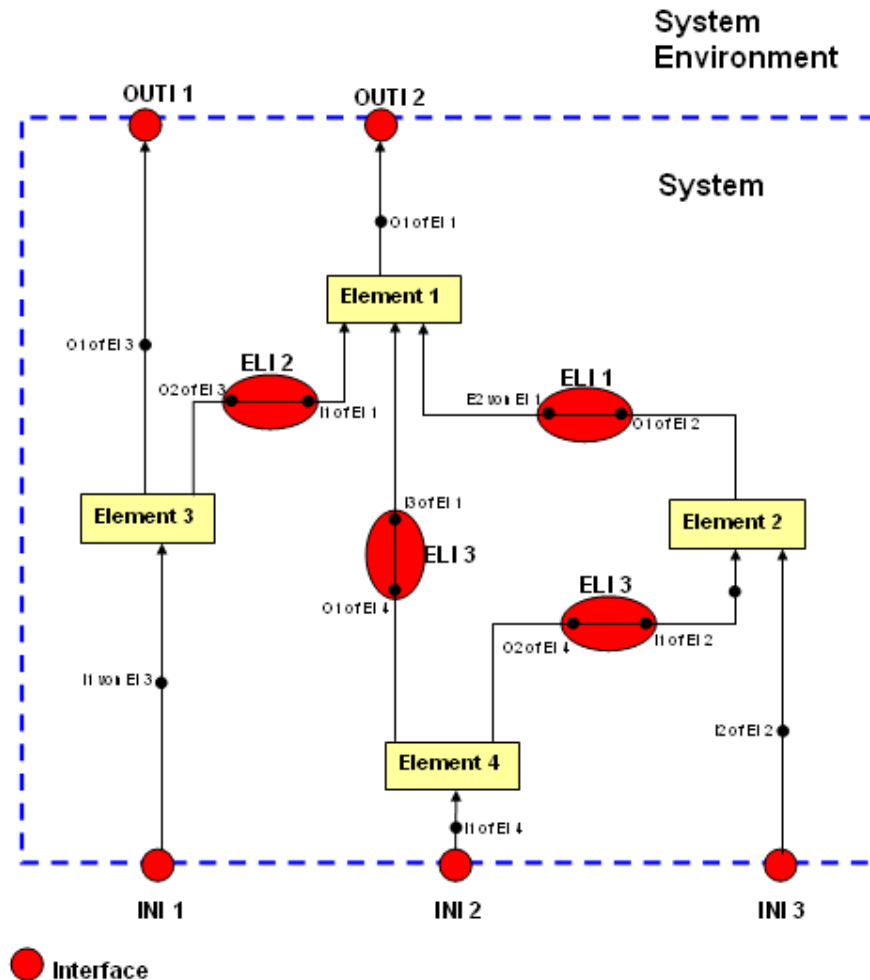 System
Environment
OUTI 1
OUTI 2
System
O1 of El 1
Element 1
O1 of El 3
ELI 2
ELI 1
O2 of El 3
I1 of El 1
E2 von El 1
O1 of El 2
I3 of El 1
Element 3
Element 2
ELI 3
ELI 3
O1 of El 4
O2 of El 4
I1 of El 2
I1 von El 3
I2 of El 2
Element 4
I1 of El 4
INI 1
INI 2
INI 3
Interface